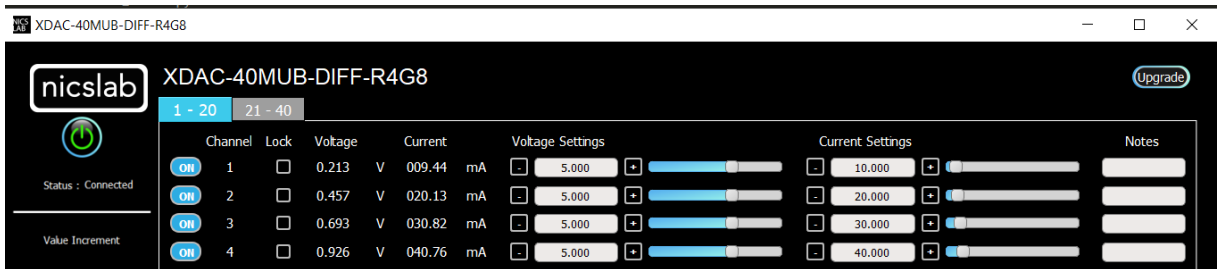 NICS LAB XDAC-40MUB-DIFF-R4G8
nicslab XDAC-40MUB-DIFF-R4G8 Upgrade
1 - 20 21 - 40
Channel Lock Voltage Current Voltage Settings Current Settings Notes
ON 1 0.213 V 009.44 mA - 5.000 + - 10.000 +
Status : Connected
ON 2 0.457 V 020.13 mA - 5.000 + - 20.000 +
ON 3 0.693 V 030.82 mA - 5.000 + - 30.000 +
Value Increment
ON 4 0.926 V 040.76 mA - 5.000 + - 40.000 +